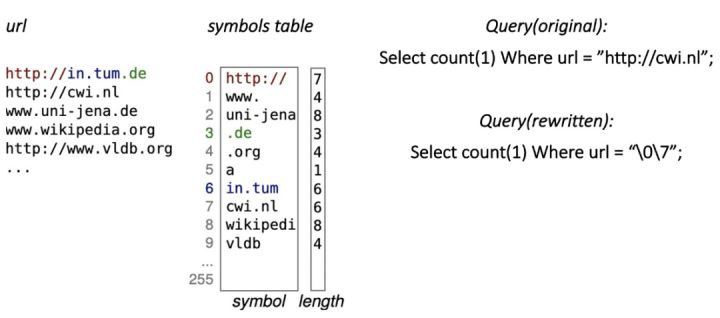 url
http://in.tum.de
http://cwi.nl
www.uni-jena.de
www.wikipedia.org
http://www.vldb.org
...
symbols table
0 http:// 7
1 www. 4
2 uni-jena 8
3 .de 3
4 .org 4
5 a 1
6 in.tum 6
7 cwi.nl 6
8 wikipedi 8
9 vldb 4
...
255
symbol length
Query(original):
Select count(1) Where url = ”http://cwi.nl”;
Query(rewritten):
Select count(1) Where url = “\0\7”;